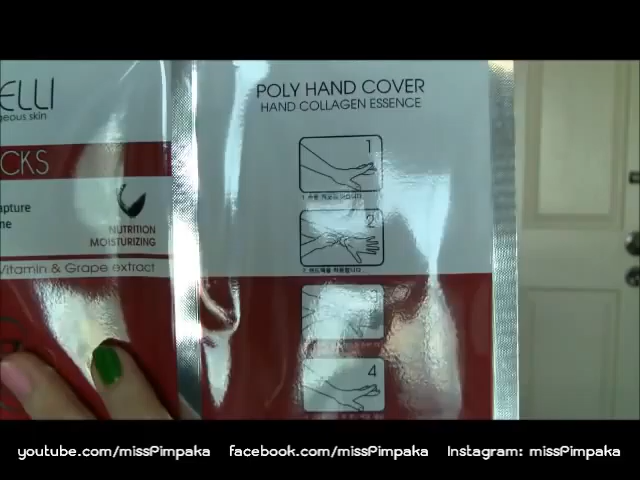 ELLI
geous skin
CKS
apture
ne
NUTRITION
MOISTURIZING
Vitamin & Grape extract
POLY HAND COVER
HAND COLLAGEN ESSENCE
1
2
3
4
youtube.com/missPimpaka facebook.com/missPimpaka Instagram: missPimpaka